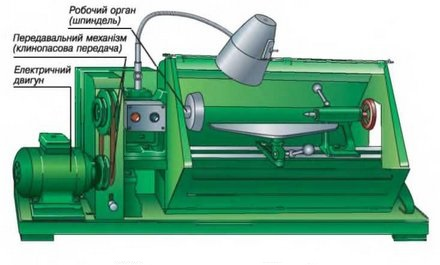 Робочий орган
(шпиндель)
Передавальний механізм
(клинопасова передача)
Електричний
двигун